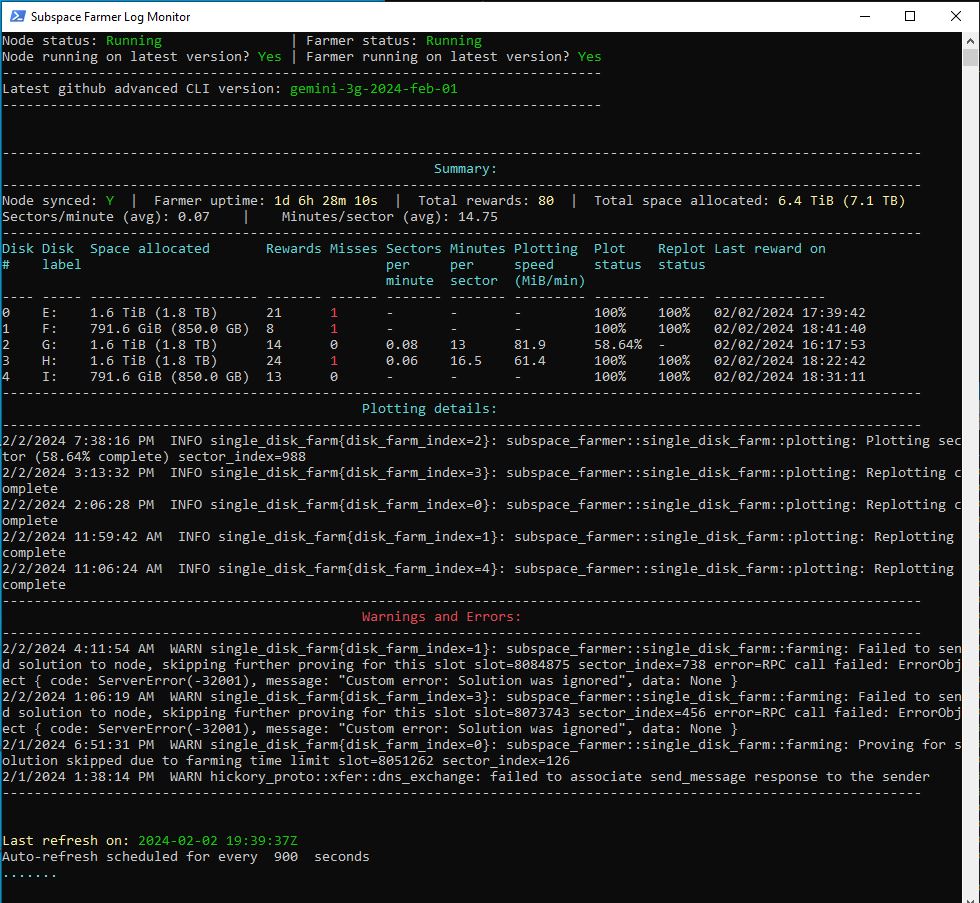 Subspace Farmer Log Monitor
Node status: Running                | Farmer status: Running
Node running on latest version? Yes | Farmer running on latest version? Yes
---------------------------------------------------------------------------
Latest github advanced CLI version: gemini-3g-2024-feb-01
---------------------------------------------------------------------------
-------------------------------------------------------------------------------------------------------------------
Summary:
-------------------------------------------------------------------------------------------------------------------
Node synced: Y  |  Farmer uptime: 1d 6h 28m 10s  |  Total rewards: 80  |  Total space allocated: 6.4 TiB (7.1 TB)
Sectors/minute (avg): 0.07    |    Minutes/sector (avg): 14.75
-------------------------------------------------------------------------------------------------------------------
Disk Disk  Space allocated       Rewards Misses Sectors Minutes Plotting  Plot    Replot Last reward on
#    label                                      per     per     speed     status  status
                                                minute  sector  (MiB/min)
---- ----- --------------------- ------- ------ ------- ------- --------- ------- ------ --------------
0    E:    1.6 TiB (1.8 TB)      21      1      -       -       -         100%    100%   02/02/2024 17:39:42
1    F:    791.6 GiB (850.0 GB)  8       1      -       -       -         100%    100%   02/02/2024 18:41:40
2    G:    1.6 TiB (1.8 TB)      14      0      0.08    13      81.9      58.64%  -      02/02/2024 16:17:53
3    H:    1.6 TiB (1.8 TB)      24      1      0.06    16.5    61.4      100%    100%   02/02/2024 18:22:42
4    I:    791.6 GiB (850.0 GB)  13      0      -       -       -         100%    100%   02/02/2024 18:31:11
-------------------------------------------------------------------------------------------------------------------
Plotting details:
-------------------------------------------------------------------------------------------------------------------
2/2/2024 7:38:16 PM  INFO single_disk_farm{disk_farm_index=2}: subspace_farmer::single_disk_farm::plotting: Plotting sec
tor (58.64% complete) sector_index=988
2/2/2024 3:13:32 PM  INFO single_disk_farm{disk_farm_index=3}: subspace_farmer::single_disk_farm::plotting: Replotting c
omplete
2/2/2024 2:06:28 PM  INFO single_disk_farm{disk_farm_index=0}: subspace_farmer::single_disk_farm::plotting: Replotting c
omplete
2/2/2024 11:59:42 AM  INFO single_disk_farm{disk_farm_index=1}: subspace_farmer::single_disk_farm::plotting: Replotting
complete
2/2/2024 11:06:24 AM  INFO single_disk_farm{disk_farm_index=4}: subspace_farmer::single_disk_farm::plotting: Replotting
complete
-------------------------------------------------------------------------------------------------------------------
Warnings and Errors:
-------------------------------------------------------------------------------------------------------------------
2/2/2024 4:11:54 AM  WARN single_disk_farm{disk_farm_index=1}: subspace_farmer::single_disk_farm::farming: Failed to sen
d solution to node, skipping further proving for this slot slot=8084875 sector_index=738 error=RPC call failed: ErrorObj
ect { code: ServerError(-32001), message: "Custom error: Solution was ignored", data: None }
2/2/2024 1:06:19 AM  WARN single_disk_farm{disk_farm_index=3}: subspace_farmer::single_disk_farm::farming: Failed to sen
d solution to node, skipping further proving for this slot slot=8073743 sector_index=456 error=RPC call failed: ErrorObj
ect { code: ServerError(-32001), message: "Custom error: Solution was ignored", data: None }
2/1/2024 6:51:31 PM  WARN single_disk_farm{disk_farm_index=0}: subspace_farmer::single_disk_farm::farming: Proving for s
olution skipped due to farming time limit slot=8051262 sector_index=126
2/1/2024 1:38:14 PM  WARN hickory_proto::xfer::dns_exchange: failed to associate send_message response to the sender
-------------------------------------------------------------------------------------------------------------------
Last refresh on: 2024-02-02 19:39:37Z
Auto-refresh scheduled for every  900  seconds
.......